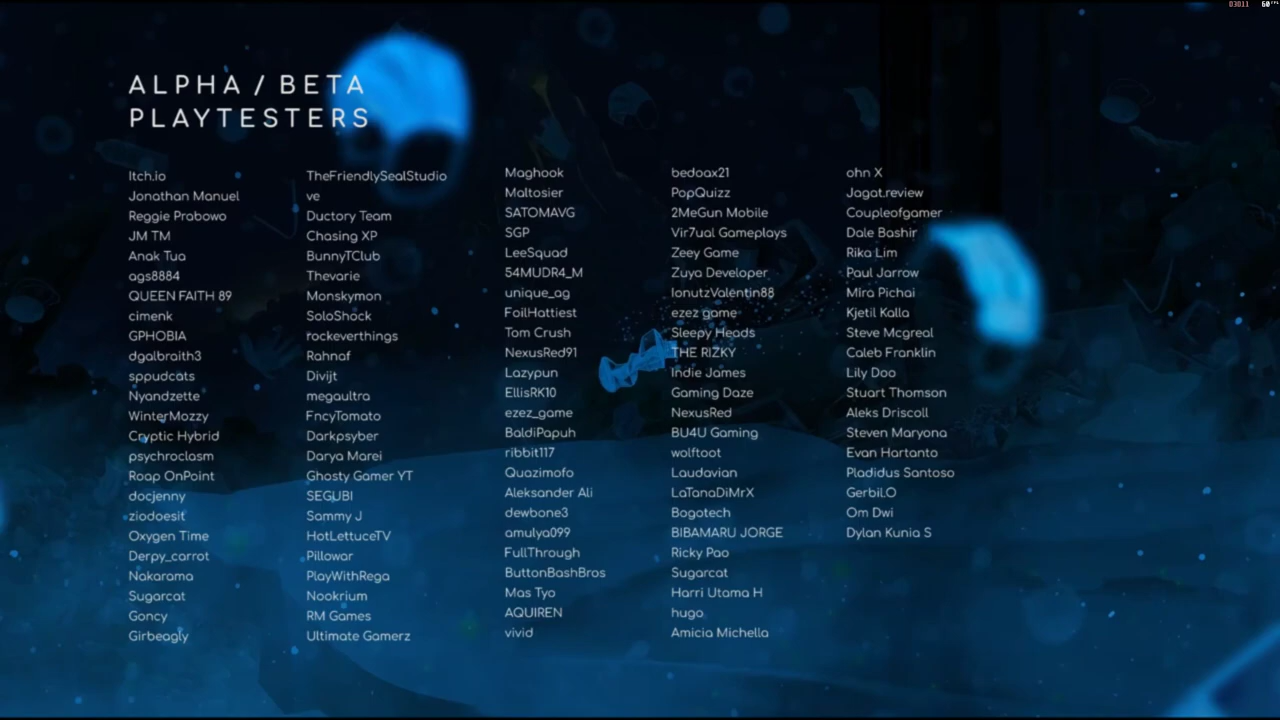 03011 60FPS
ALPHA / BETA
PLAYTESTERS
Itch.io
Jonathan Manuel
Reggie Prabowo
JM TM
Anak Tua
ags8884
QUEEN FAITH 89
cimenk
GPHOBIA
dgalbraith3
sppudcats
Nyandzette
WinterMozzy
Cryptic Hybrid
psychroclasm
Roap OnPoint
docjenny
ziodoesit
Oxygen Time
Derpy_carrot
Nakarama
Sugarcat
Goncy
Girbeagly
TheFriendlySealStudio
ve
Ductory Team
Chasing XP
BunnyTClub
Thevarie
Monskymon
SoloShock
rockeverthings
Rahnaf
Divijt
megaultra
FncyTomato
Darkpsyber
Darya Marei
Ghosty Gamer YT
SEGUBI
Sammy J
HotLettuceTV
Pillowar
PlayWithRega
Nookrium
RM Games
Ultimate Gamerz
Maghook
Maltosier
SATOMAVG
SGP
LeeSquad
54MUDR4_M
unique_ag
FoilHattiest
Tom Crush
NexusRed91
Lazypun
EllisRK10
ezez_game
BaldiPapuh
ribbit117
Quazimofo
Aleksander Ali
dewbone3
amulya099
FullThrough
ButtonBashBros
Mas Tyo
AQUIREN
vivid
bedoax21
PopQuizz
2MeGun Mobile
Vir7ual Gameplays
Zeey Game
Zuya Developer
IonutzValentin88
ezez game
Sleepy Heads
THE RIZKY
Indie James
Gaming Daze
NexusRed
BU4U Gaming
wolftoot
Laudavian
LaTanaDiMrX
Bogotech
BIBAMARU JORGE
Ricky Pao
Sugarcat
Harri Utama H
hugo
Amicia Michella
ohn X
Jagat.review
Coupleofgamer
Dale Bashir
Rika Lim
Paul Jarrow
Mira Pichai
Kjetil Kalla
Steve Mcgreal
Caleb Franklin
Lily Doo
Stuart Thomson
Aleks Driscoll
Steven Maryona
Evan Hartanto
Pladidus Santoso
Gerbil.O
Om Dwi
Dylan Kunia S